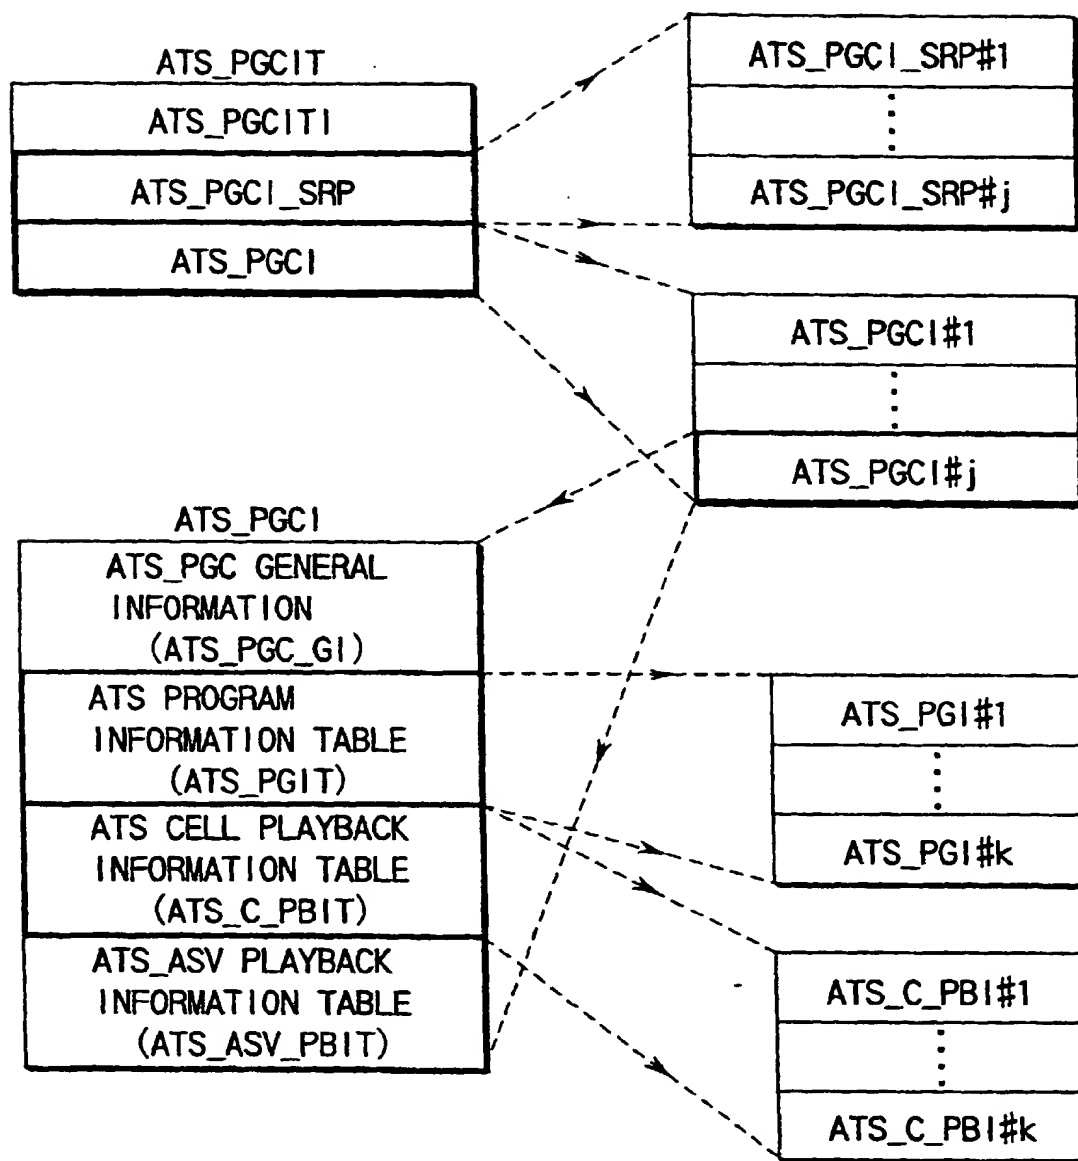 ATS_PGCIT
ATS_PGCITI
ATS_PGCI_SRP
ATS_PGCI
ATS_PGCI_SRP#1
ATS_PGCI_SRP#j
ATS_PGCI#1
ATS_PGCI#j
ATS_PGCI
ATS_PGC GENERAL
INFORMATION
(ATS_PGC_GI)
ATS PROGRAM
INFORMATION TABLE
(ATS_PGIT)
ATS CELL PLAYBACK
INFORMATION TABLE
(ATS_C_PBIT)
ATS_ASV PLAYBACK
INFORMATION TABLE
(ATS_ASV_PBIT)
ATS_PGI#1
ATS_PGI#k
ATS_C_PBI#1
ATS_C_PBI#k